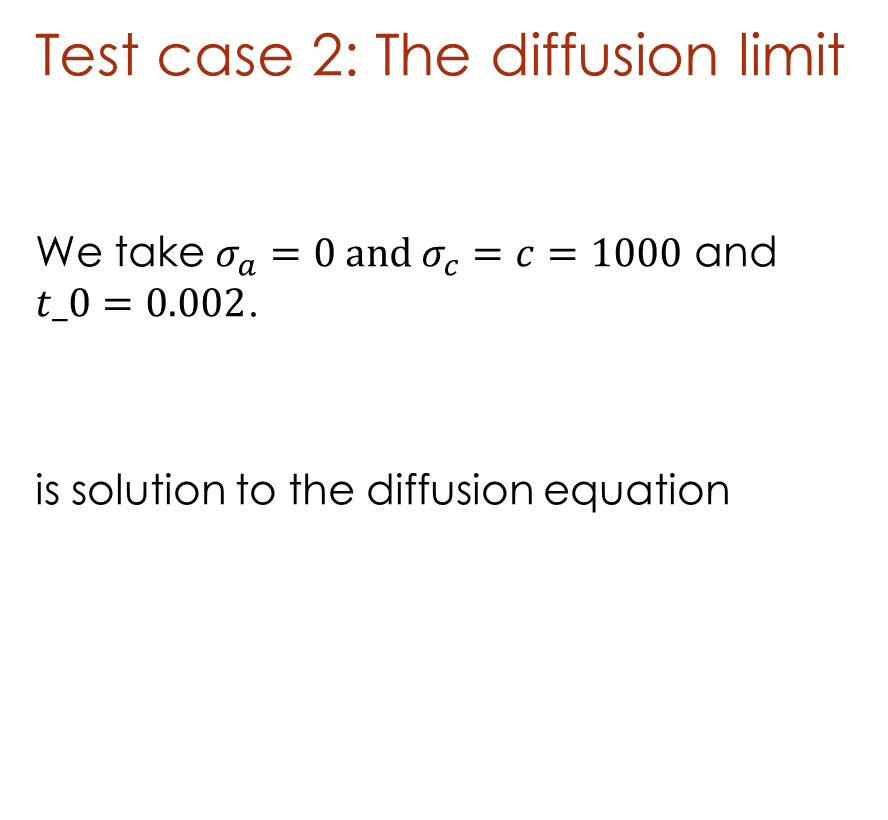 Test case 2: The diffusion limit
We take σₐ = 0 and σ_c = c = 1000 and
t_0 = 0.002.
is solution to the diffusion equation